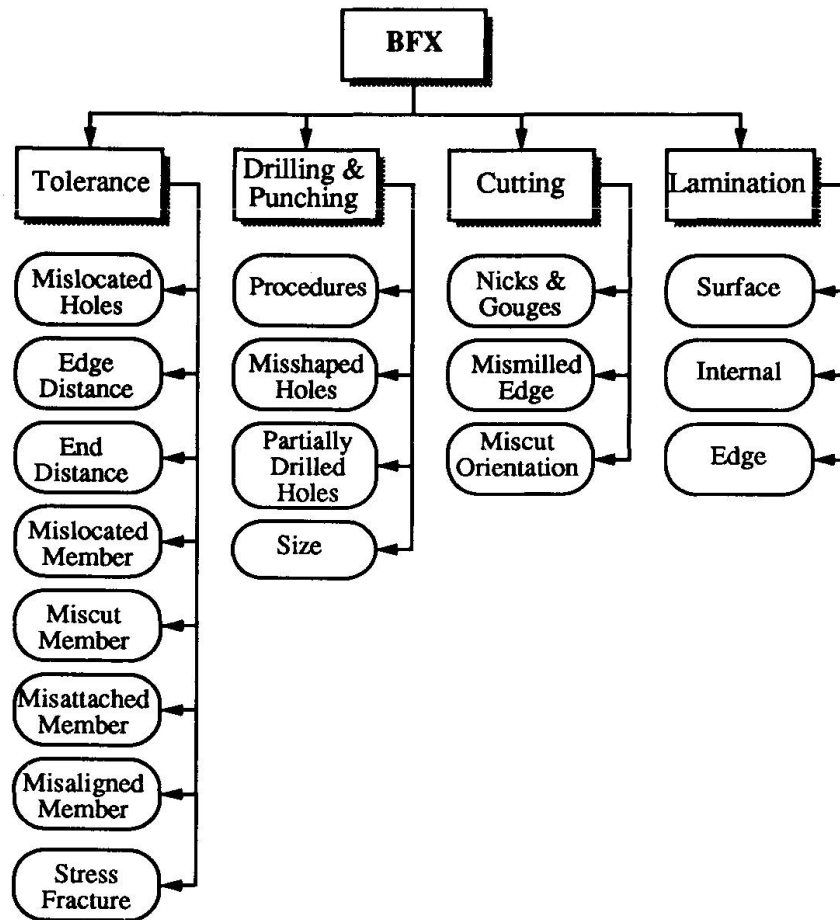 BFX
Tolerance
Mislocated
Holes
Edge
Distance
End
Distance
Mislocated
Member
Miscut
Member
Misattached
Member
Misaligned
Member
Stress
Fracture
Drilling &
Punching
Procedures
Misshaped
Holes
Partially
Drilled
Holes
Size
Cutting
Nicks &
Gouges
Mismilled
Edge
Miscut
Orientation
Lamination
Surface
Internal
Edge